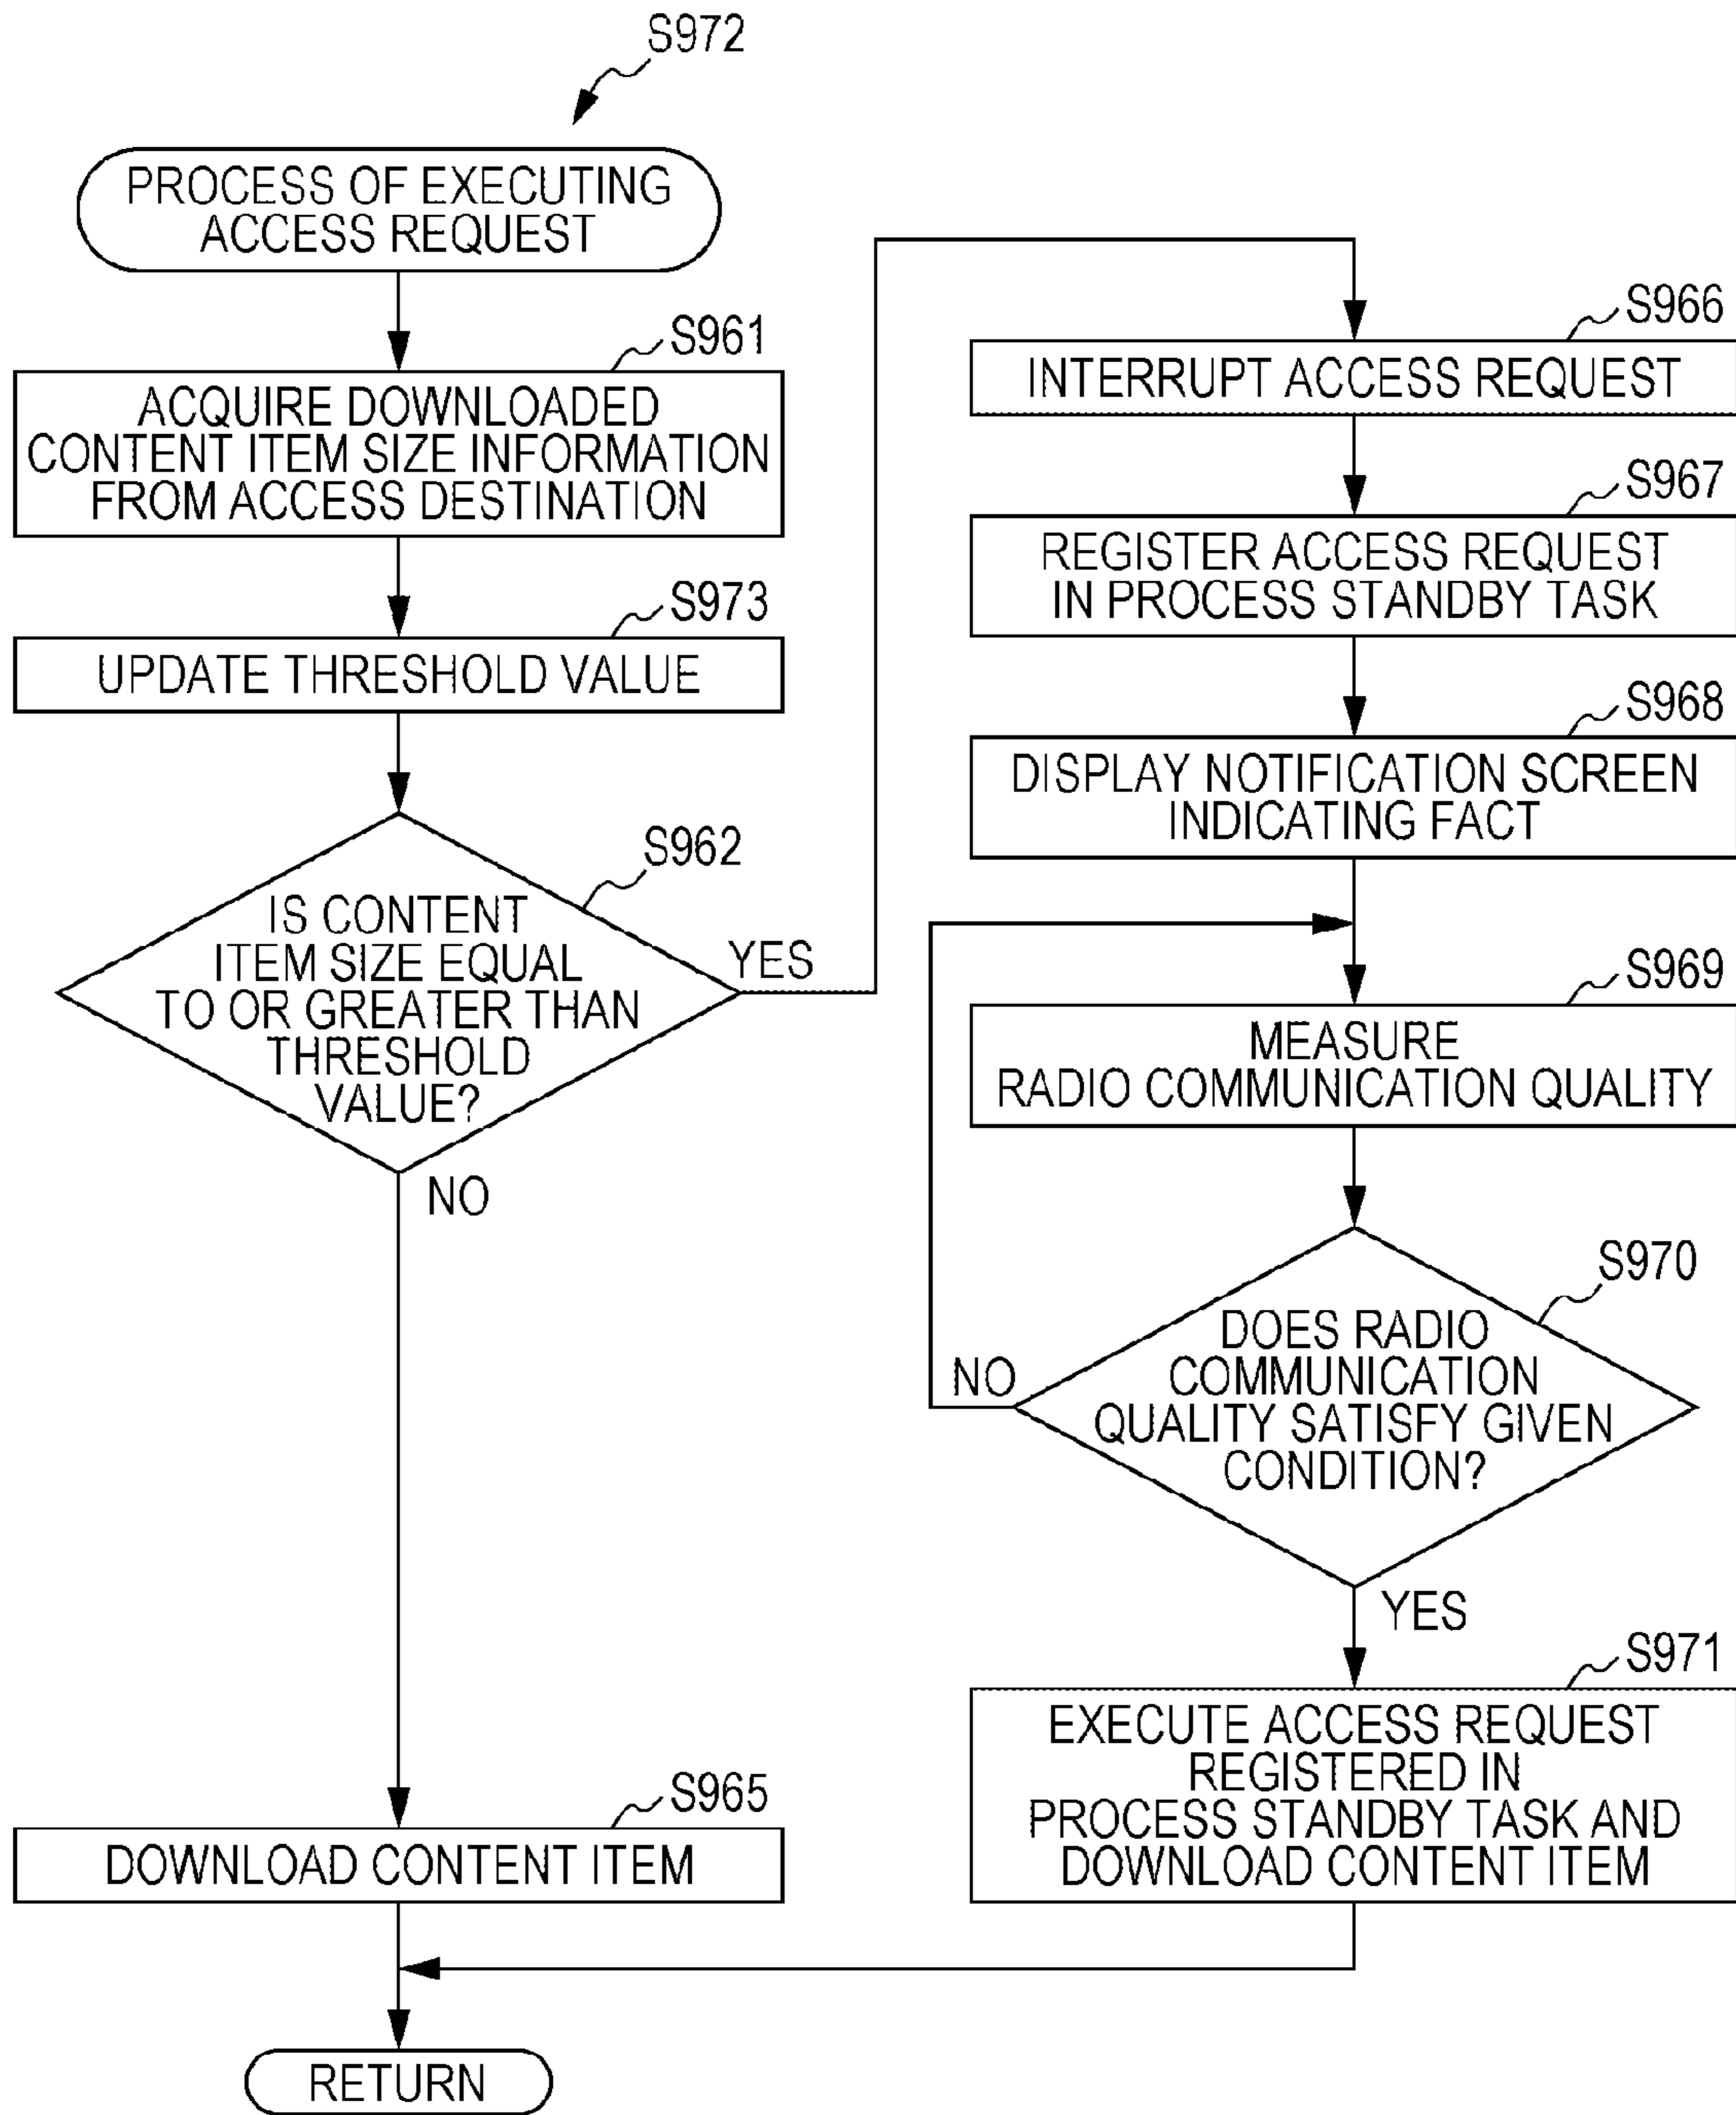 S972
PROCESS OF EXECUTING
ACCESS REQUEST
S961
ACQUIRE DOWNLOADED
CONTENT ITEM SIZE INFORMATION
FROM ACCESS DESTINATION
S973
UPDATE THRESHOLD VALUE
S962
IS CONTENT
ITEM SIZE EQUAL
TO OR GREATER THAN
THRESHOLD
VALUE?
YES
NO
S965
DOWNLOAD CONTENT ITEM
S966
INTERRUPT ACCESS REQUEST
S967
REGISTER ACCESS REQUEST
IN PROCESS STANDBY TASK
S968
DISPLAY NOTIFICATION SCREEN
INDICATING FACT
S969
MEASURE
RADIO COMMUNICATION QUALITY
S970
DOES RADIO
COMMUNICATION
QUALITY SATISFY GIVEN
CONDITION?
NO
YES
S971
EXECUTE ACCESS REQUEST
REGISTERED IN
PROCESS STANDBY TASK AND
DOWNLOAD CONTENT ITEM
RETURN